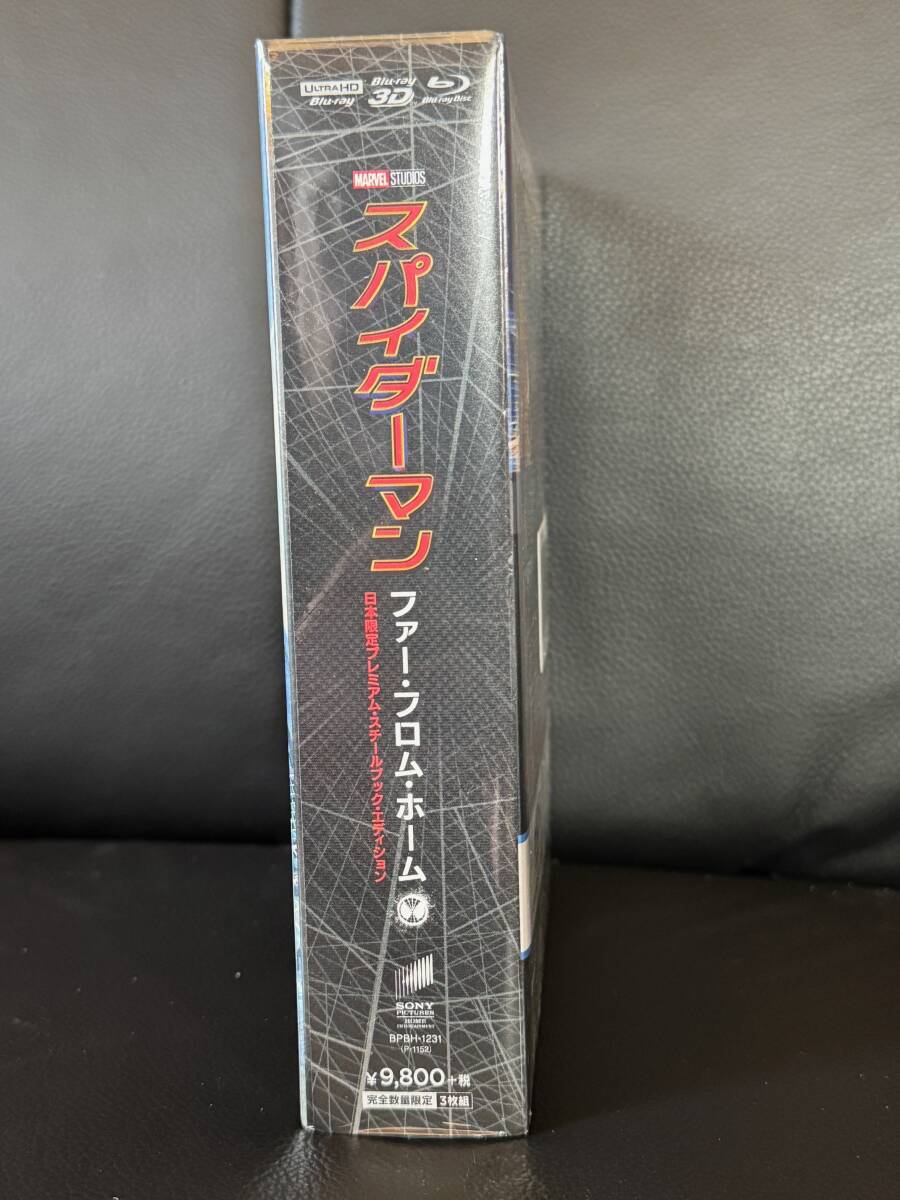 ULTRA HD
Blu-ray
Blu-ray
3D
Blu-ray Disc
MARVEL STUDIOS
スパイダーマン
ファー・フロム・ホーム
日本限定プレミアム・スチールブック・エディション
SONY
PICTURES
HOME
ENTERTAINMENT
BPBH-1231
(P-1152)
¥9,800+税
完全数量限定 3枚組